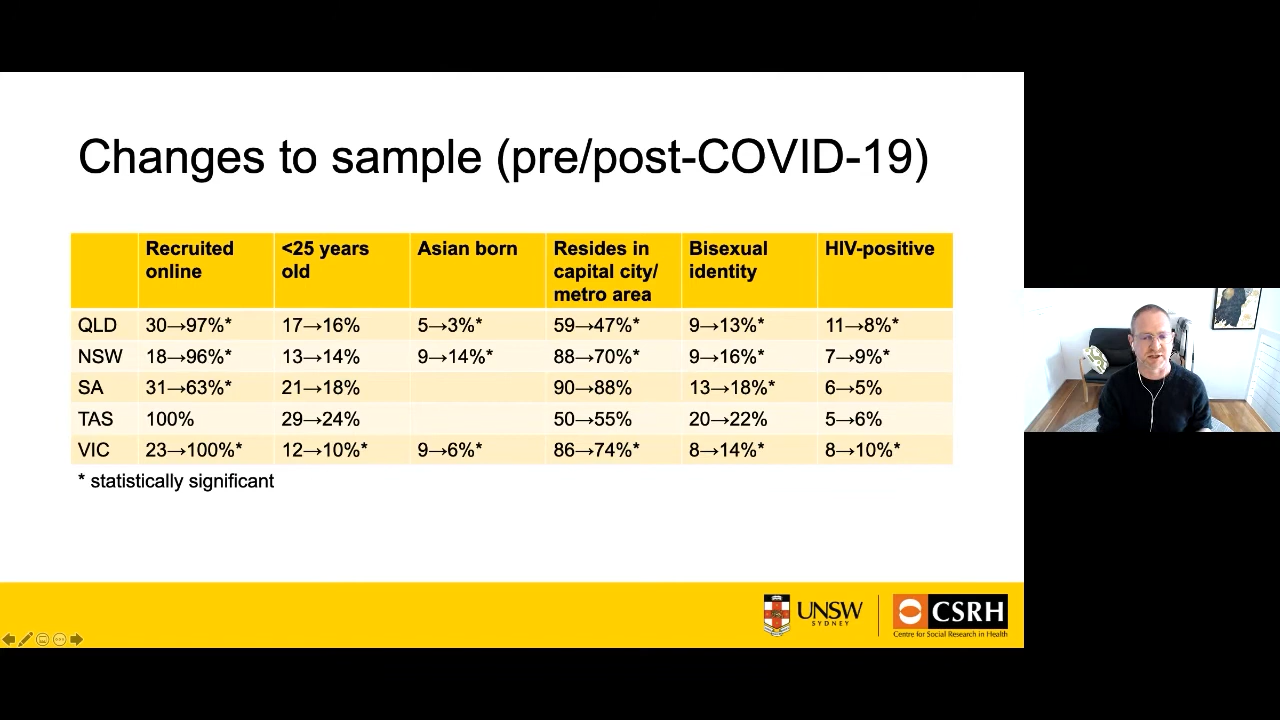 Changes to sample (pre/post-COVID-19)
Recruited online <25 years old Asian born Resides in capital city/ metro area Bisexual identity HIV-positive
QLD 30→97%* 17→16% 5→3%* 59→47%* 9→13%* 11→8%*
NSW 18→96%* 13→14% 9→14%* 88→70%* 9→16%* 7→9%*
SA 31→63%* 21→18% 90→88% 13→18%* 6→5%
TAS 100% 29→24% 50→55% 20→22% 5→6%
VIC 23→100%* 12→10%* 9→6%* 86→74%* 8→14%* 8→10%*
* statistically significant
UNSW
SYDNEY
CSRH
Centre for Social Research in Health